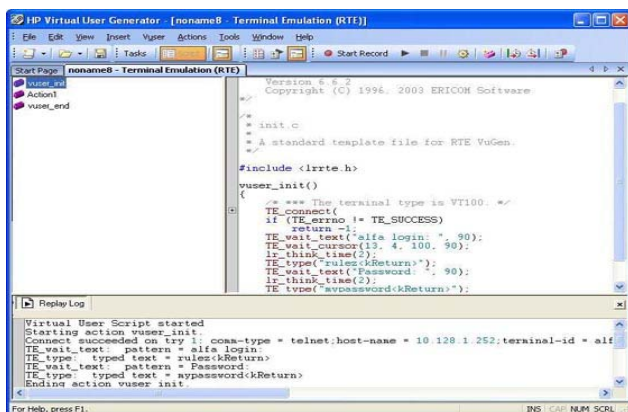 HP Virtual User Generator - [noname8 - Terminal Emulation (RTE)]
File Edit View Insert Vuser Actions Tools Window Help
Tasks Start Record
Start Page noname8 - Terminal Emulation (RTE)
vuser_init
Action1
vuser_end
Version 6.6.2
Copyright (C) 1996, 2003 ERICOM Software
*/
/*
* init.c
*
* A standard template file for RTE VuGen.
*/
#include <lrrte.h>
vuser_init()
{
/* *** The terminal type is VT100. */
TE_connect(
if (TE_errno != TE_SUCCESS)
return -1;
TE_wait_text("alfa login: ", 90);
TE_wait_cursor(13, 4, 100, 90);
lr_think_time(2);
TE_type("rulez<kReturn>");
TE_wait_text("Password: ", 90);
lr_think_time(2);
TE_type("mypassword<kReturn>");
Replay Log
Virtual User Script started
Starting action vuser_init.
Connect succeeded on try 1: comm-type = telnet;host-name = 10.128.1.252;terminal-id = alf
TE_wait_text: pattern = alfa login:
TE_type: typed text = rulez<kReturn>
TE_wait_text: pattern = Password:
TE_type: typed text = mypassword<kReturn>
Ending action vuser_init.
For Help, press F1.
INS CAP NUM SCRL